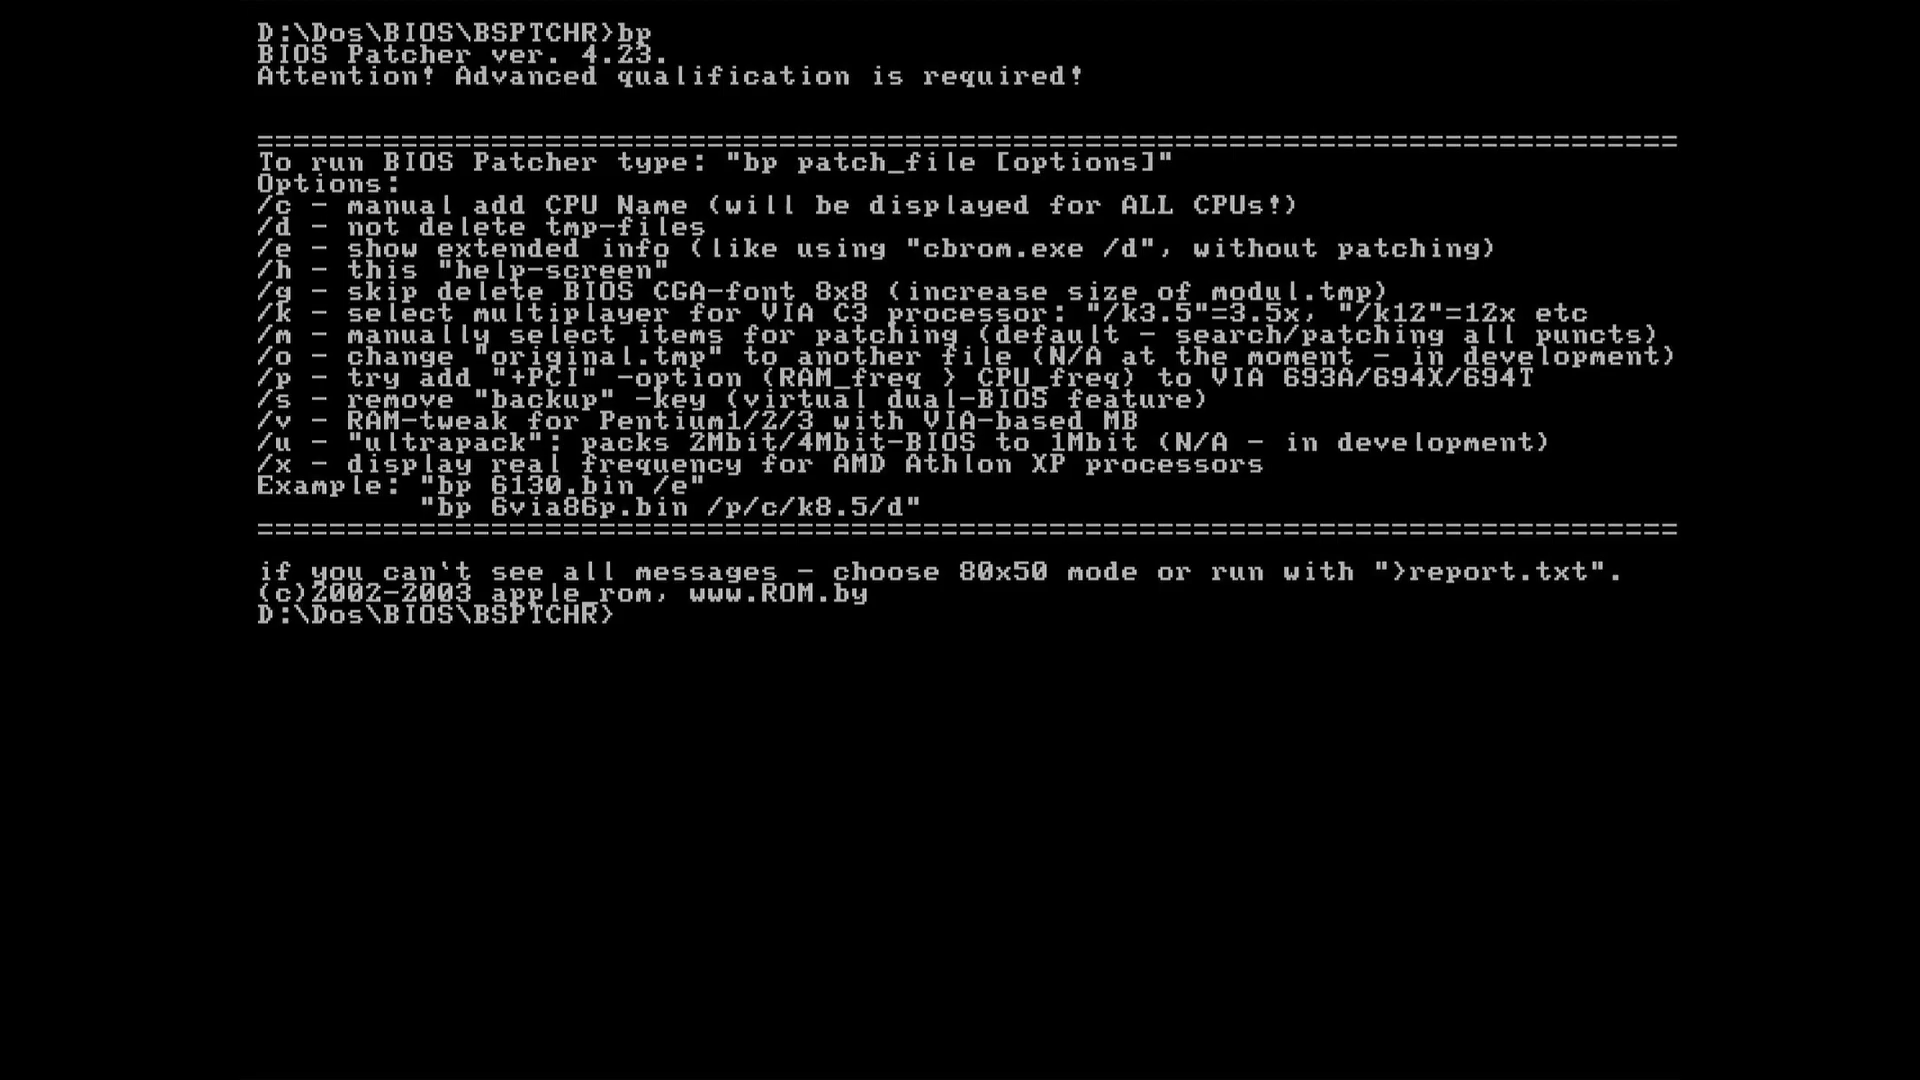 D:\Dos\BIOS\BSPTCHR>bp
BIOS Patcher ver. 4.23.
Attention! Advanced qualification is required!
===============================================================================
To run BIOS Patcher type: "bp patch_file [options]"
Options:
/c - manual add CPU Name (will be displayed for ALL CPUs!)
/d - not delete tmp-files
/e - show extended info (like using "cbrom.exe /d", without patching)
/h - this "help-screen"
/g - skip delete BIOS CGA-font 8x8 (increase size of modul.tmp)
/k - select multiplayer for VIA C3 processor: "/k3.5"=3.5x, "/k12"=12x etc
/m - manually select items for patching (default - search/patching all puncts)
/o - change "original.tmp" to another file (N/A at the moment - in development)
/p - try add "+PCI" -option (RAM_freq > CPU_freq) to VIA 693A/694X/694T
/s - remove "backup" -key (virtual dual-BIOS feature)
/v - RAM-tweak for Pentium1/2/3 with VIA-based MB
/u - "ultrapack": packs 2Mbit/4Mbit-BIOS to 1Mbit (N/A - in development)
/x - display real frequency for AMD Athlon XP processors
Example: "bp 6130.bin /e"
"bp 6via86p.bin /p/c/k8.5/d"
===============================================================================
if you can't see all messages - choose 80x50 mode or run with ">report.txt".
(c)2002-2003 apple_rom, www.ROM.by
D:\Dos\BIOS\BSPTCHR>